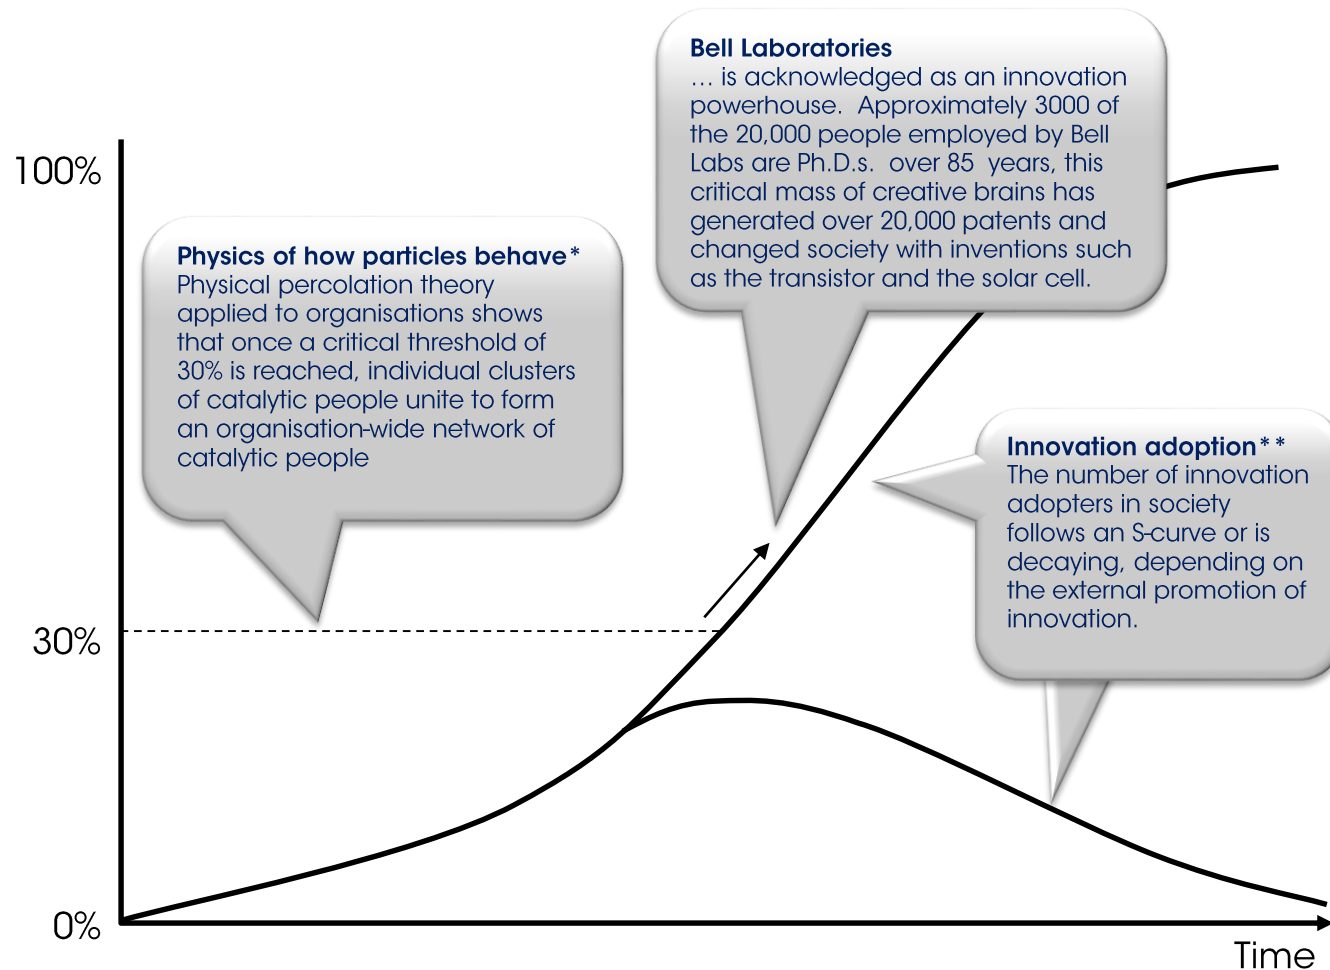 Bell Laboratories
... is acknowledged as an innovation
powerhouse.  Approximately 3000 of
the 20,000 people employed by Bell
Labs are Ph.D.s.  over 85  years, this
critical mass of creative brains has
generated over 20,000 patents and
changed society with inventions such
as the transistor and the solar cell.
100%
Physics of how particles behave*
Physical percolation theory
applied to organisations shows
that once a critical threshold of
30% is reached, individual clusters
of catalytic people unite to form
an organisation-wide network of
catalytic people
Innovation adoption**
The number of innovation
adopters in society
follows an S-curve or is
decaying, depending on
the external promotion of
innovation.
30%
0%
Time